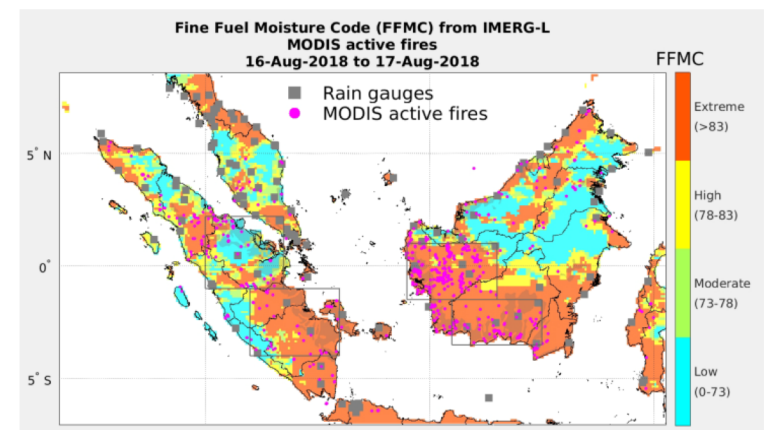 Fine Fuel Moisture Code (FFMC) from IMERG-L
MODIS active fires
16-Aug-2018 to 17-Aug-2018
FFMC
Rain gauges
MODIS active fires
Extreme
(>83)
5° N
High
(78-83)
0°
Moderate
(73-78)
5° S
Low
(0-73)